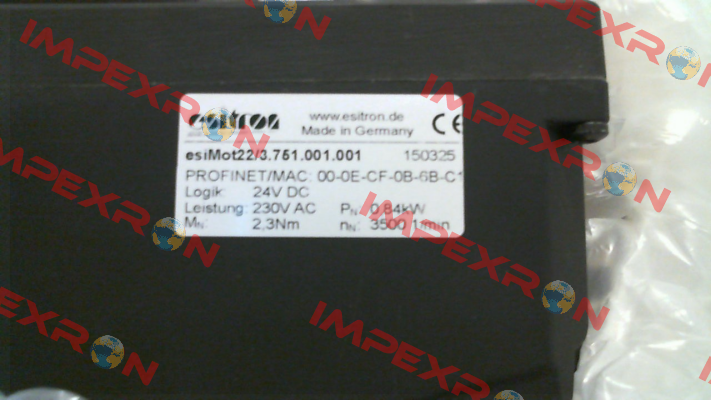 esitron www.esitron.de
Made in Germany CE
esiMot22/3.751.001.001 150325
PROFINET/MAC: 00-0E-CF-0B-6B-C1
Logik: 24V DC
Leistung: 230V AC PN: 0,84kW
MN: 2,3Nm nN: 3500 1/min
IMPEXRON
IMPEXRON
IMPEXRON
IMPEXRON
IMPEXRON
IMPEXRON